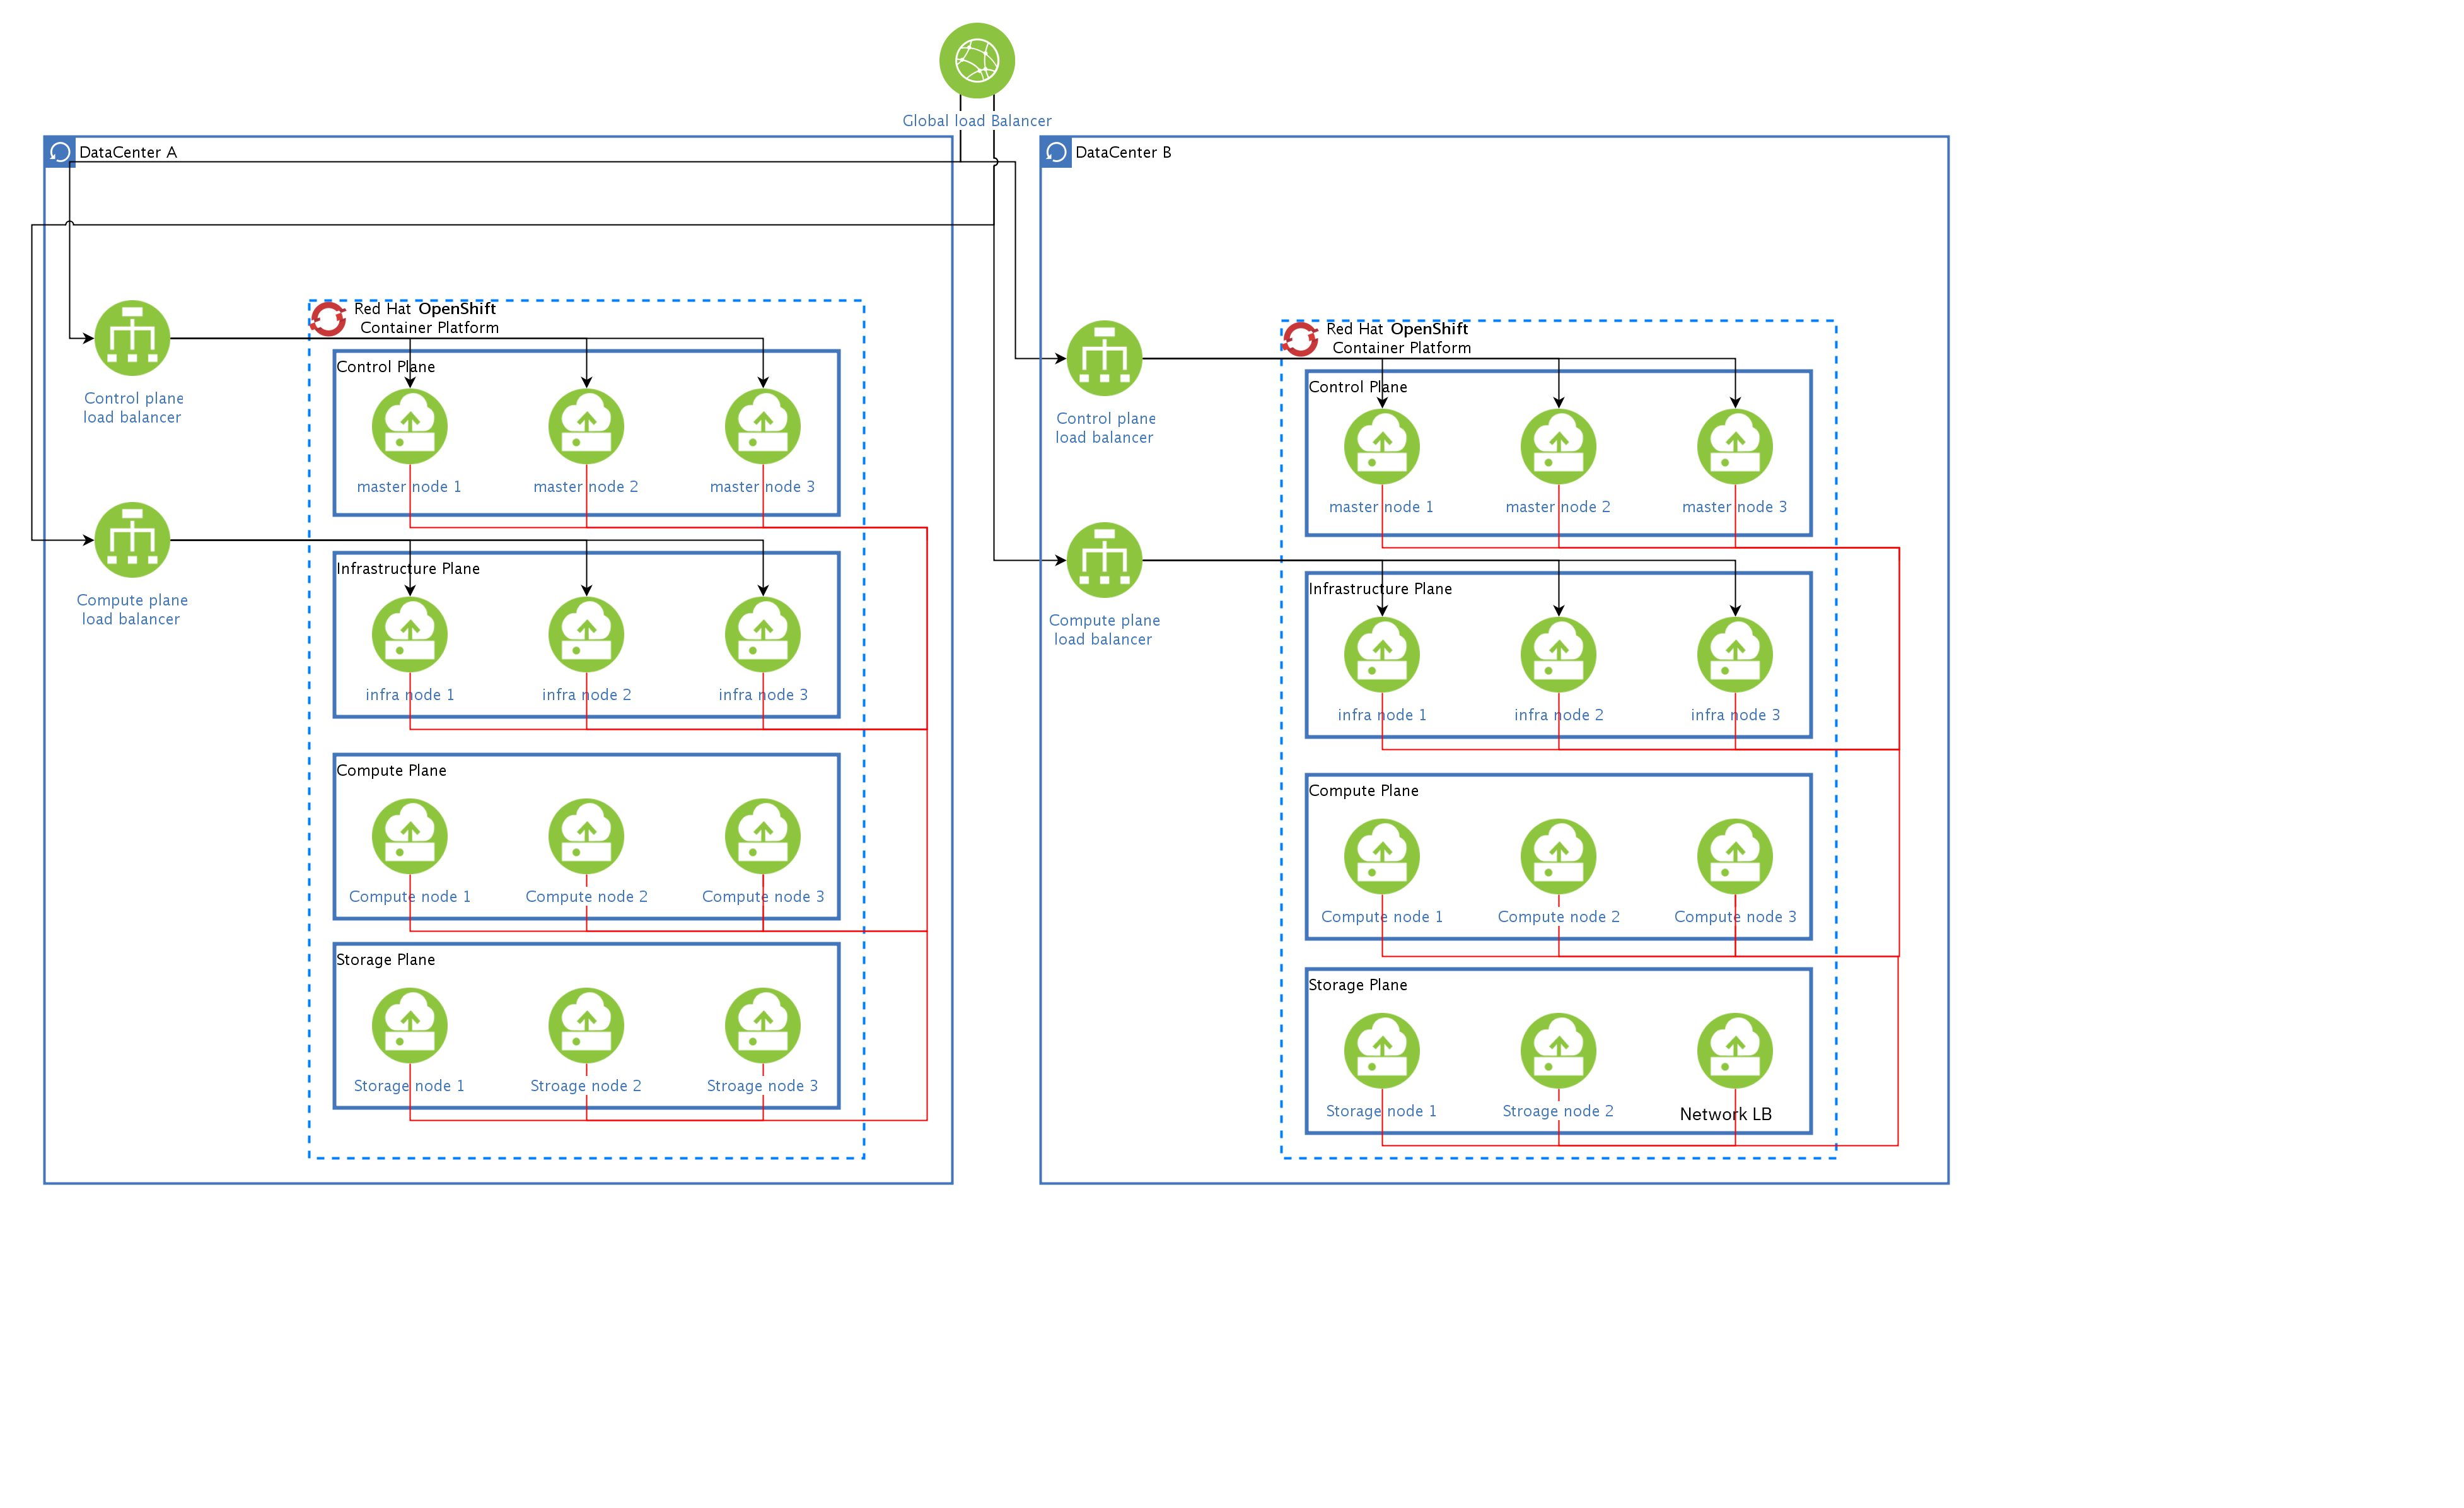 Global load Balancer
DataCenter A
Red Hat OpenShift
Container Platform
Control plane
load balancer
Control Plane
master node 1
master node 2
master node 3
Compute plane
load balancer
Infrastructure Plane
infra node 1
infra node 2
infra node 3
Compute Plane
Compute node 1
Compute node 2
Compute node 3
Storage Plane
Storage node 1
Stroage node 2
Stroage node 3
DataCenter B
Red Hat OpenShift
Container Platform
Control plane
load balancer
Control Plane
master node 1
master node 2
master node 3
Compute plane
load balancer
Infrastructure Plane
infra node 1
infra node 2
infra node 3
Compute Plane
Compute node 1
Compute node 2
Compute node 3
Storage Plane
Storage node 1
Stroage node 2
Network LB